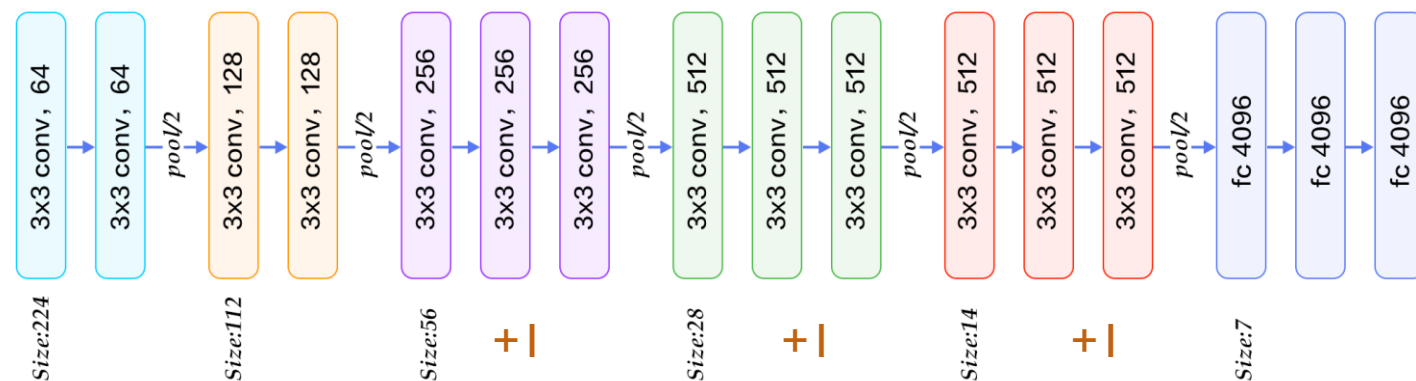 3x3 conv, 64
3x3 conv, 64
pool/2
3x3 conv, 128
3x3 conv, 128
pool/2
3x3 conv, 256
3x3 conv, 256
3x3 conv, 256
pool/2
3x3 conv, 512
3x3 conv, 512
3x3 conv, 512
pool/2
3x3 conv, 512
3x3 conv, 512
3x3 conv, 512
pool/2
fc 4096
fc 4096
fc 4096
Size:224
Size:112
Size:56
+1
Size:28
+1
Size:14
+1
Size:7